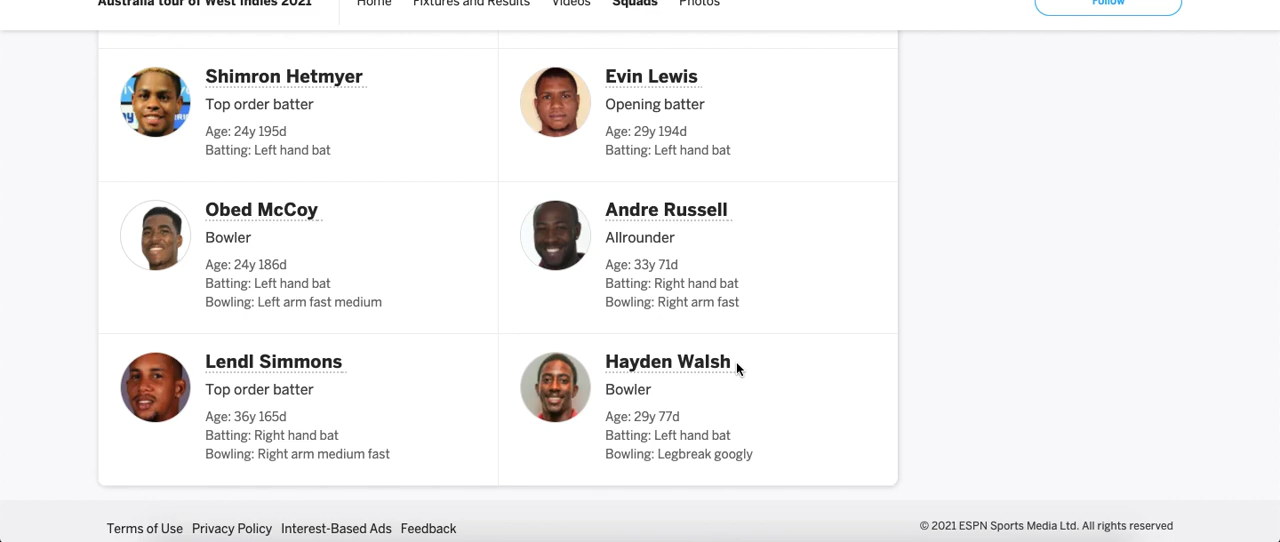 Australia tour of West Indies 2021
Home Fixtures and Results Videos Squads Photos
Follow
Shimron Hetmyer
Top order batter
Age: 24y 195d
Batting: Left hand bat
Evin Lewis
Opening batter
Age: 29y 194d
Batting: Left hand bat
Obed McCoy
Bowler
Age: 24y 186d
Batting: Left hand bat
Bowling: Left arm fast medium
Andre Russell
Allrounder
Age: 33y 71d
Batting: Right hand bat
Bowling: Right arm fast
Lendl Simmons
Top order batter
Age: 36y 165d
Batting: Right hand bat
Bowling: Right arm medium fast
Hayden Walsh
Bowler
Age: 29y 77d
Batting: Left hand bat
Bowling: Legbreak googly
Terms of Use Privacy Policy Interest-Based Ads Feedback
© 2021 ESPN Sports Media Ltd. All rights reserved